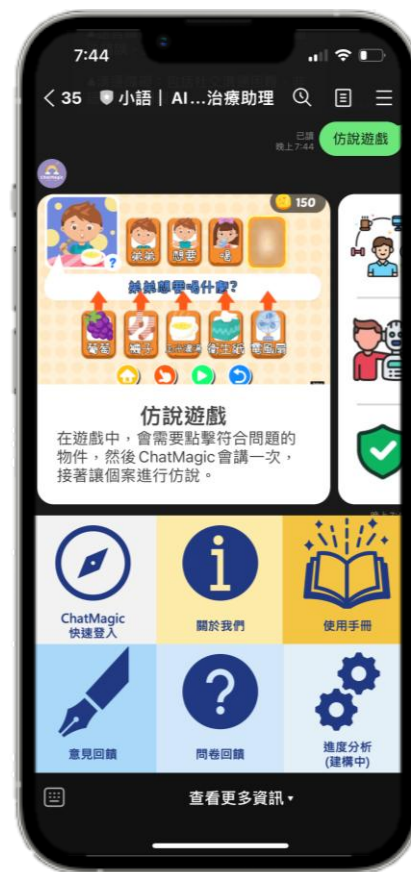 7:44
35 小語 | AI...治療助理
已讀
晚上7:44
仿說遊戲
150
弟弟 想要 喝
弟弟想要喝什麼?
葡萄 襪子 衛生紙 電風扇
仿說遊戲
在遊戲中，會需要點擊符合問題的
物件，然後 ChatMagic 會講一次，
接著讓個案進行仿說。
ChatMagic
快速登入
關於我們
使用手冊
意見回饋
問卷回饋
進度分析
(建構中)
查看更多資訊